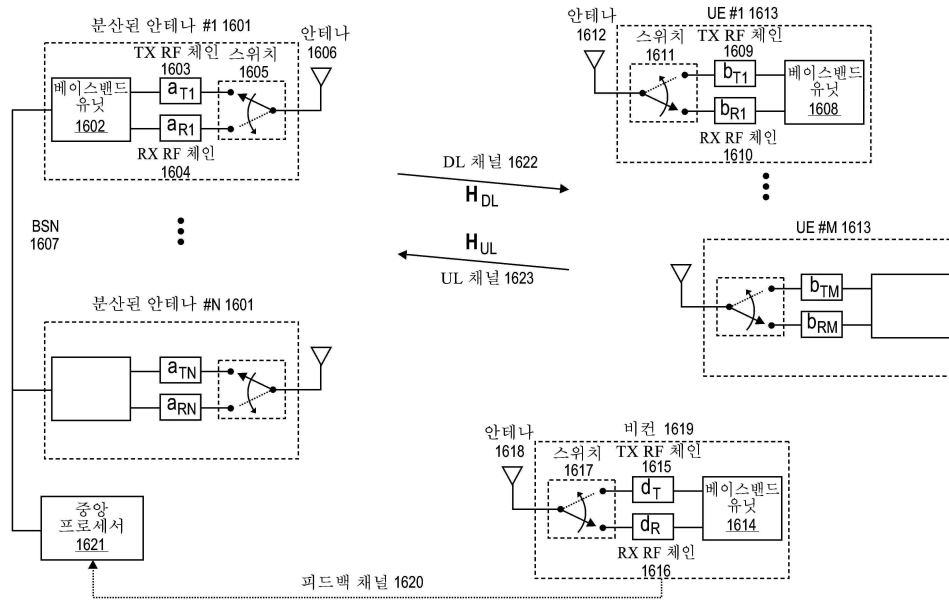 분산된 안테나 #1 1601
TX RF 체인
1603
스위치
1605
안테나
1606
베이스밴드
유닛
1602
aT1
aR1
RX RF 체인
1604
BSN
1607
분산된 안테나 #N 1601
aTN
aRN
중앙
프로세서
1621
DL 채널 1622
HDL
HUL
UL 채널 1623
피드백 채널 1620
안테나
1612
UE #1 1613
스위치
1611
TX RF 체인
1609
bT1
bR1
베이스밴드
유닛
1608
RX RF 체인
1610
UE #M 1613
bTM
bRM
안테나
1618
비컨 1619
스위치
1617
TX RF 체인
1615
dT
dR
베이스밴드
유닛
1614
RX RF 체인
1616